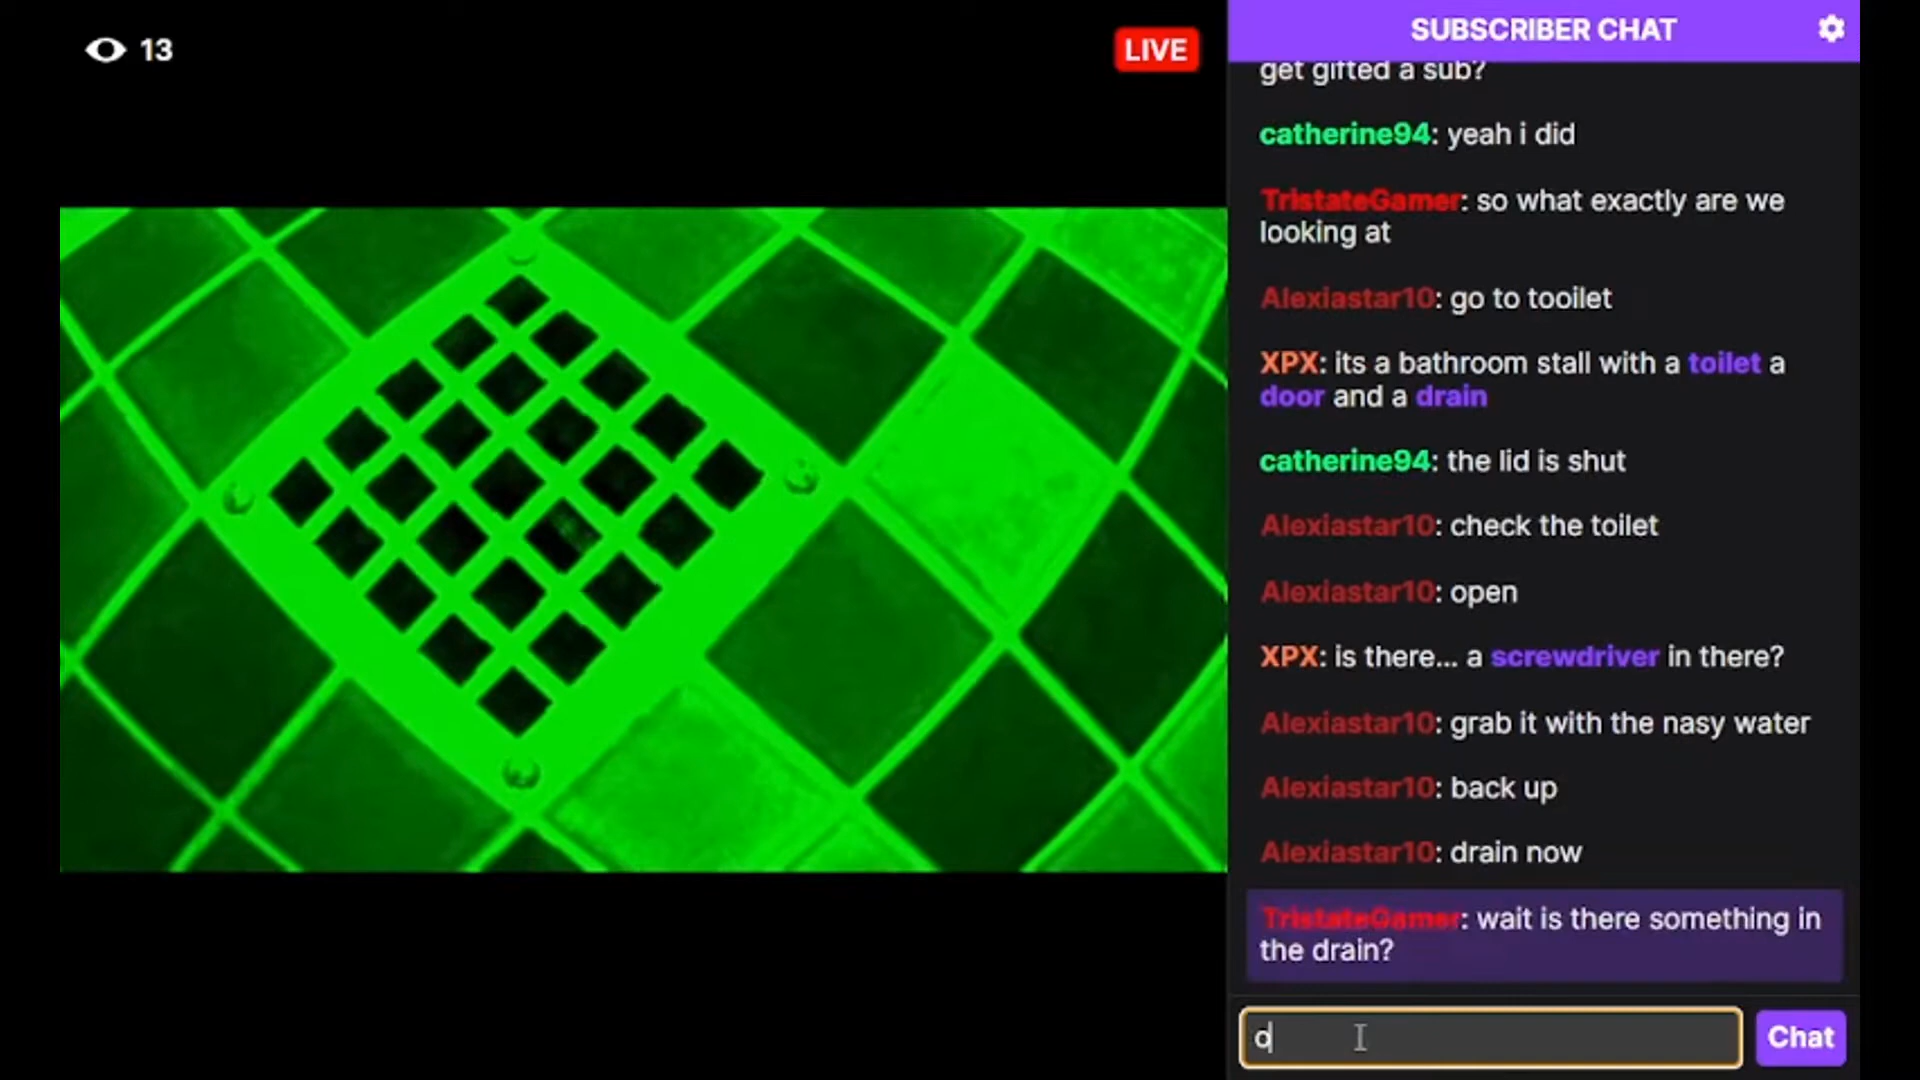 13
LIVE
SUBSCRIBER CHAT
get gifted a sub?
catherine94: yeah i did
TristateGamer: so what exactly are we
looking at
Alexiastar10: go to tooilet
XPX: its a bathroom stall with a toilet a
door and a drain
catherine94: the lid is shut
Alexiastar10: check the toilet
Alexiastar10: open
XPX: is there... a screwdriver in there?
Alexiastar10: grab it with the nasy water
Alexiastar10: back up
Alexiastar10: drain now
TristateGamer: wait is there something in
the drain?
o
Chat